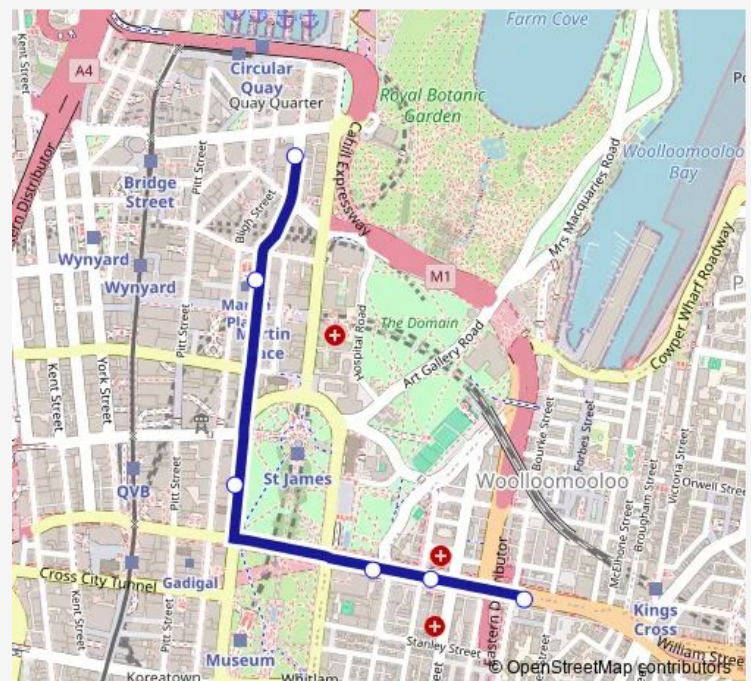 Farm Cove
Kent Street
A4
Circular
Quay
Quay Quarter
Royal Botanic
Garden
Cahill Expressway
Pitt Street
Bridge
Street
Mrs Macquaries Road
Woolloomooloo
Bay
Bligh Street
Wynyard
Wynyard
M1
Cowper Wharf Roadway
Martin
Place
The Domain
Hospital Road
Pitt Street
Art Gallery Road
Kent Street
York Street
Bourke Street
Forbes Street
St James
QVB
Pitt Street
Woolloomooloo
Orwell Street
Victoria Street
Brougham Street
McElhone Street
Cross City Tunnel
Gadigal
Kings
Cross
Kent Street
Pitt Street
Museum
Stanley Street
William Street
Koreatown
Whitlam
© OpenStreetMap contributors